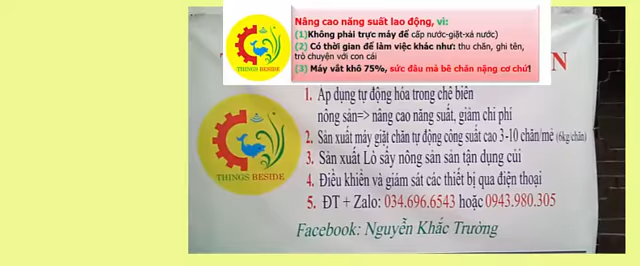 Nâng cao năng suất lao động, vì:
(1)Không phải trực máy để cấp nước-giặt-xả nước)
(2) Có thời gian để làm việc khác như: thu chăn, ghi tên,
trò chuyện với con cái
(3) Máy vắt khô 75%, sức đâu mà bê chăn nặng cơ chứ!
THINGS BESIDE
1. Áp dụng tự động hóa trong chế biến
nông sản=> nâng cao năng suất, giảm chi phí
2. Sản xuất máy giặt chăn tự động công suất cao 3-10 chăn/mẻ (6kg/chăn)
3. Sản xuất Lò sấy nông sản sản tận dụng củi
4. Điều khiển và giám sát các thiết bị qua điện thoại
5. ĐT + Zalo: 034.696.6543 hoặc 0943.980.305
THINGS BESIDE
Facebook: Nguyễn Khắc Trường